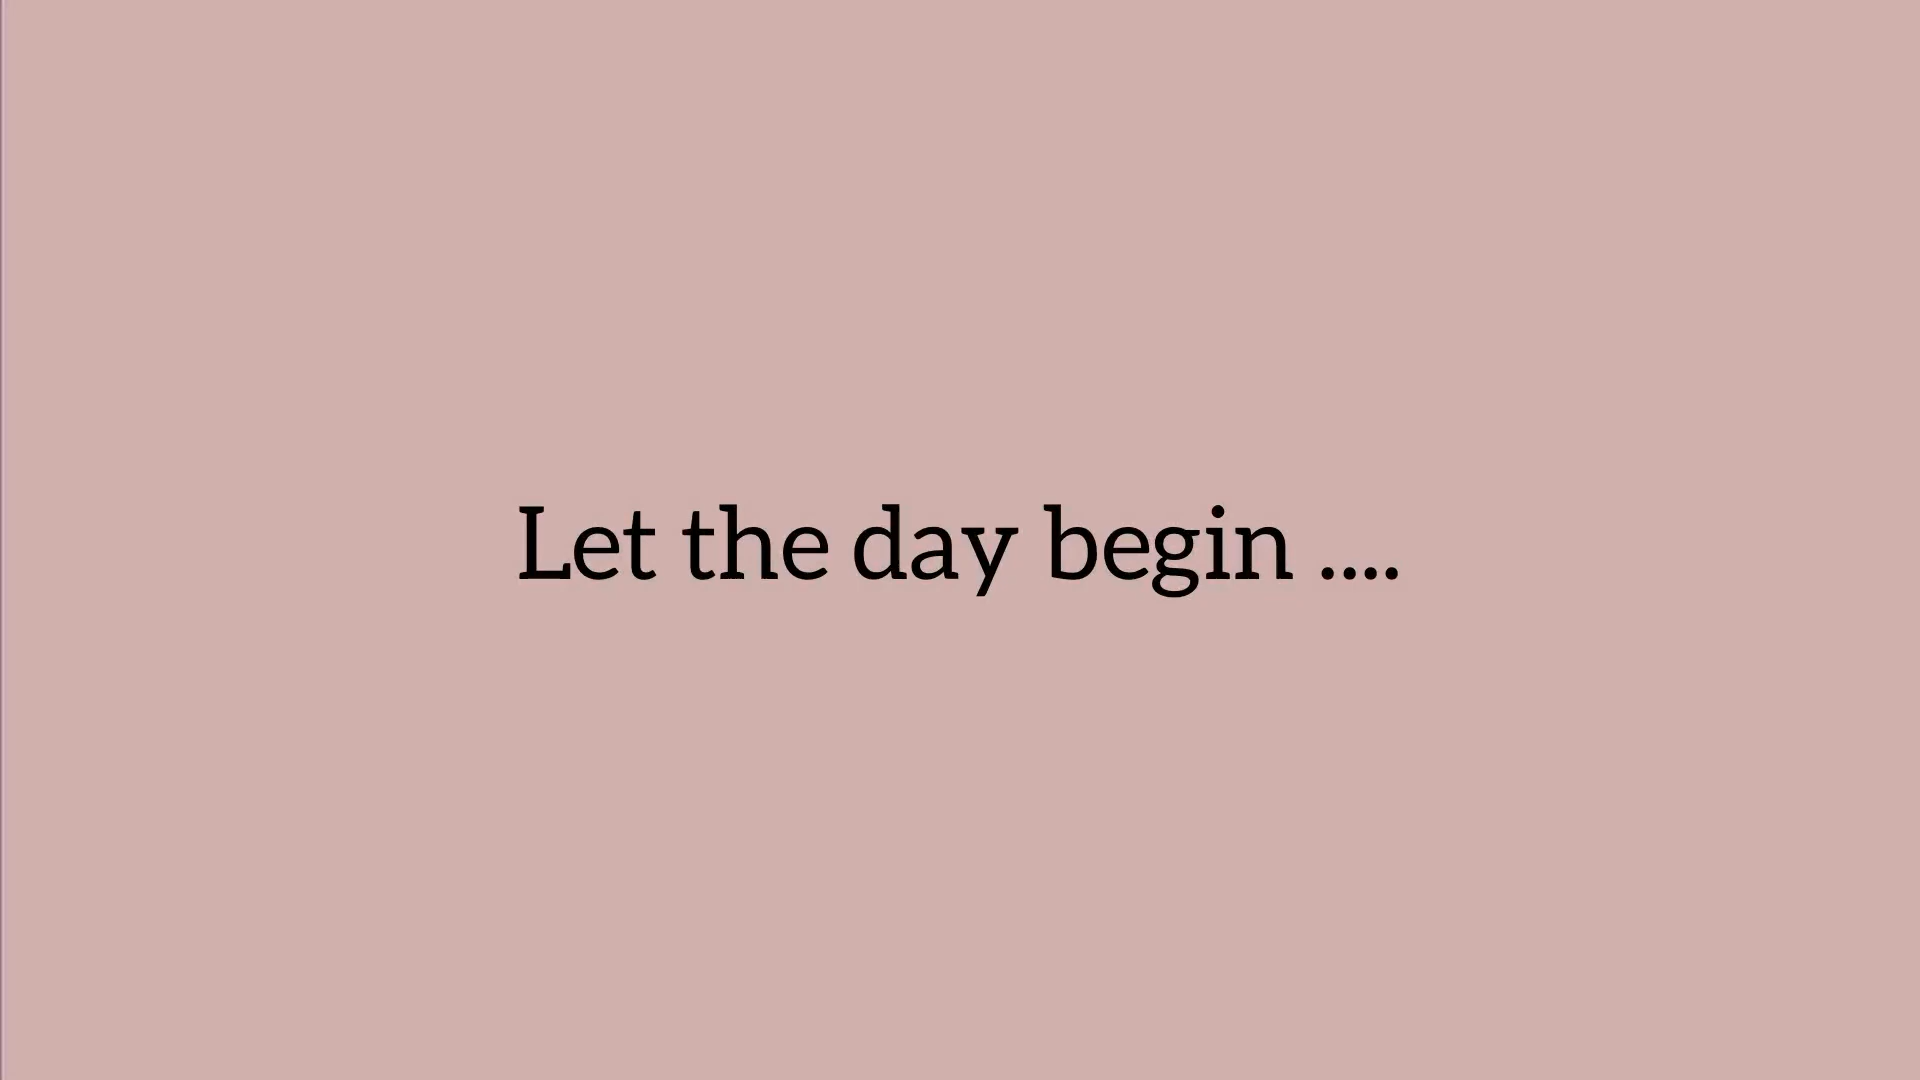 Let the day begin ....